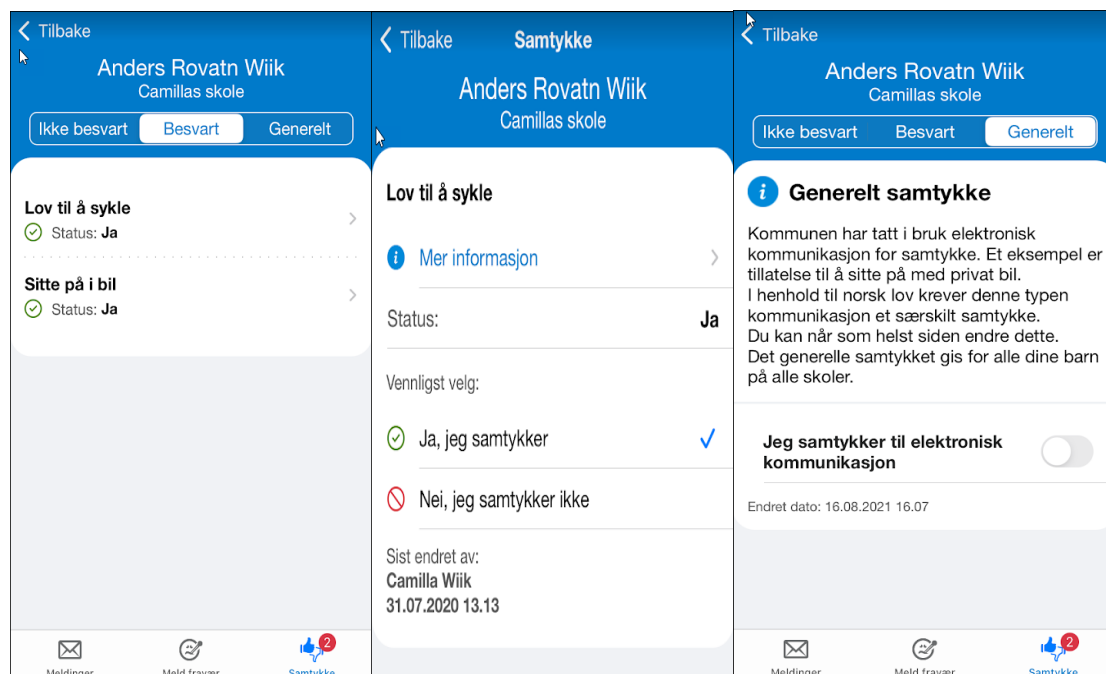 Tilbake
Anders Rovatn Wiik
Camillas skole
Ikke besvart Besvart Generelt
Lov til å sykle
Status: Ja
Sitte på i bil
Status: Ja
Meldinger Meld fravær Samtykke
2
Tilbake Samtykke
Anders Rovatn Wiik
Camillas skole
Lov til å sykle
Mer informasjon
Status: Ja
Vennligst velg:
Ja, jeg samtykker
Nei, jeg samtykker ikke
Sist endret av:
Camilla Wiik
31.07.2020 13.13
Tilbake
Anders Rovatn Wiik
Camillas skole
Ikke besvart Besvart Generelt
Generelt samtykke
Kommunen har tatt i bruk elektronisk
kommunikasjon for samtykke. Et eksempel er
tillatelse til å sitte på med privat bil.
I henhold til norsk lov krever denne typen
kommunikasjon et særskilt samtykke.
Du kan når som helst siden endre dette.
Det generelle samtykket gis for alle dine barn
på alle skoler.
Jeg samtykker til elektronisk
kommunikasjon
Endret dato: 16.08.2021 16.07
2
Meldinger Meld fravær Samtykke